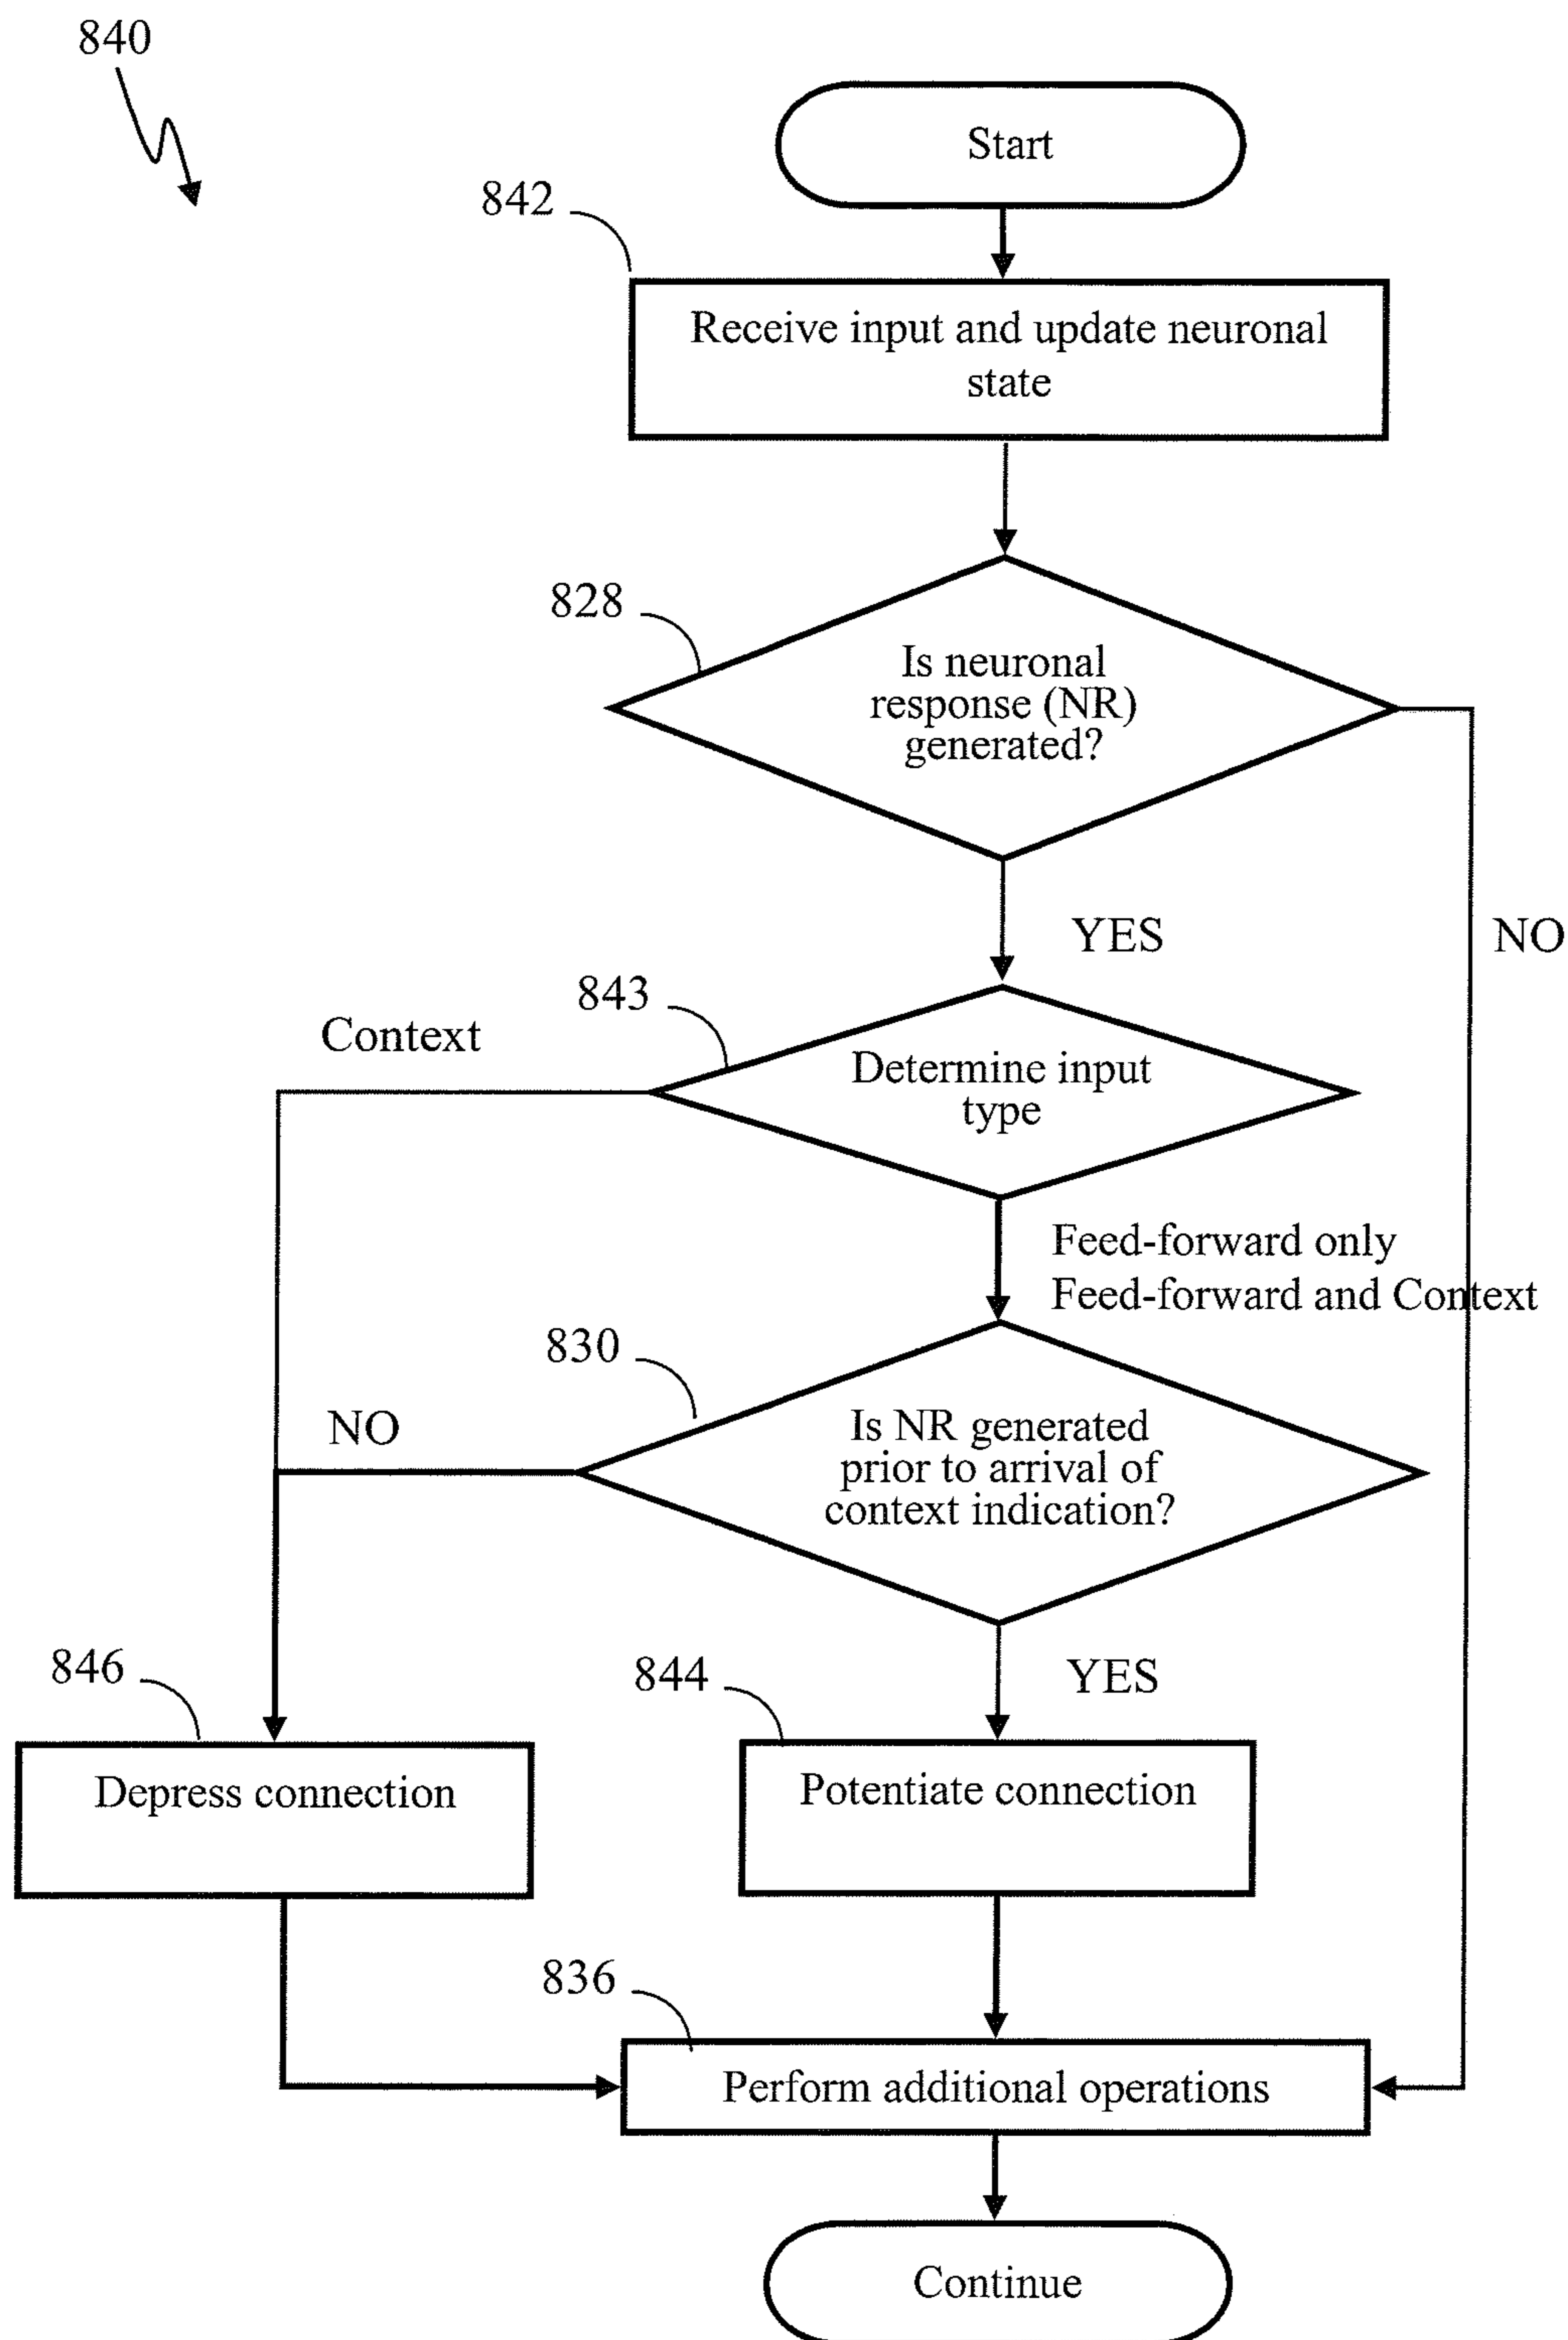 840
Start
842
Receive input and update neuronal
state
828
Is neuronal
response (NR)
generated?
YES
NO
843
Context
Determine input
type
Feed-forward only
Feed-forward and Context
830
NO
Is NR generated
prior to arrival of
context indication?
846
844
YES
Depress connection
Potentiate connection
836
Perform additional operations
Continue